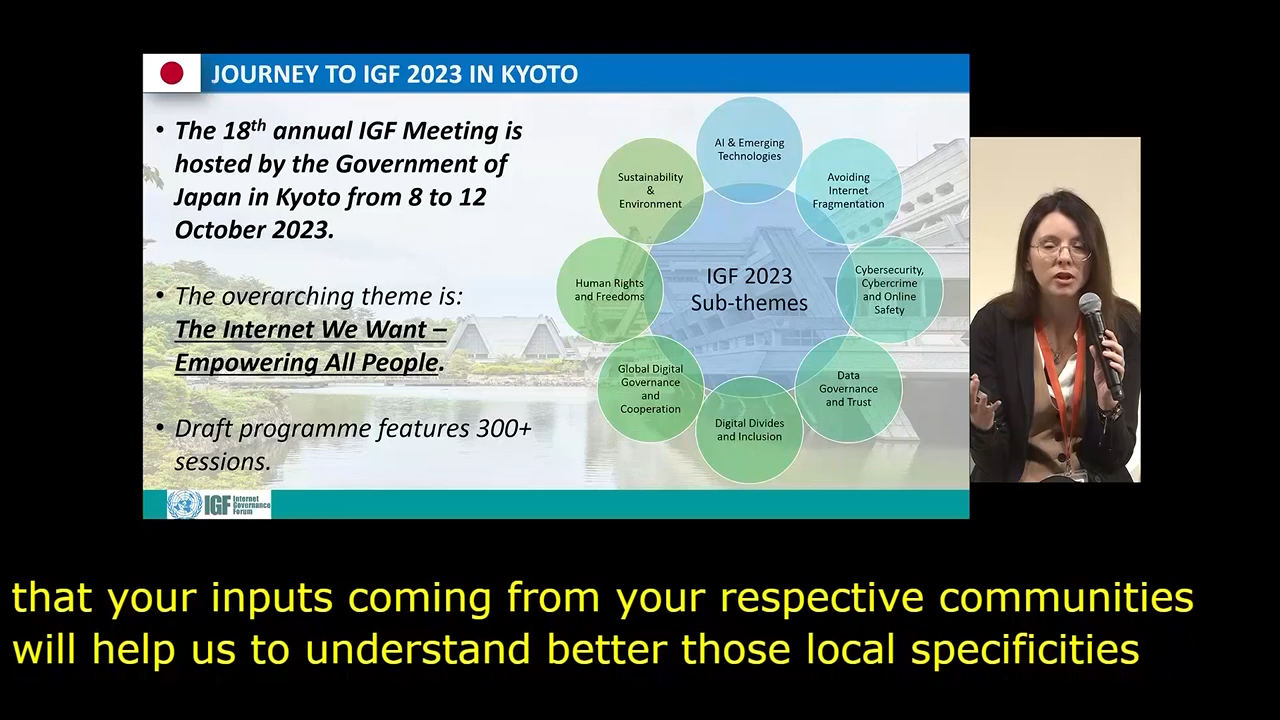 JOURNEY TO IGF 2023 IN KYOTO
• The 18th annual IGF Meeting is
hosted by the Government of
Japan in Kyoto from 8 to 12
October 2023.
• The overarching theme is:
The Internet We Want –
Empowering All People.
• Draft programme features 300+
sessions.
IGF 2023
Sub-themes
AI & Emerging
Technologies
Avoiding
Internet
Fragmentation
Cybersecurity,
Cybercrime
and Online
Safety
Data
Governance
and Trust
Digital Divides
and Inclusion
Global Digital
Governance
and
Cooperation
Human Rights
and Freedoms
Sustainability
&
Environment
IGF
Internet
Governance
Forum
that your inputs coming from your respective communities
will help us to understand better those local specificities